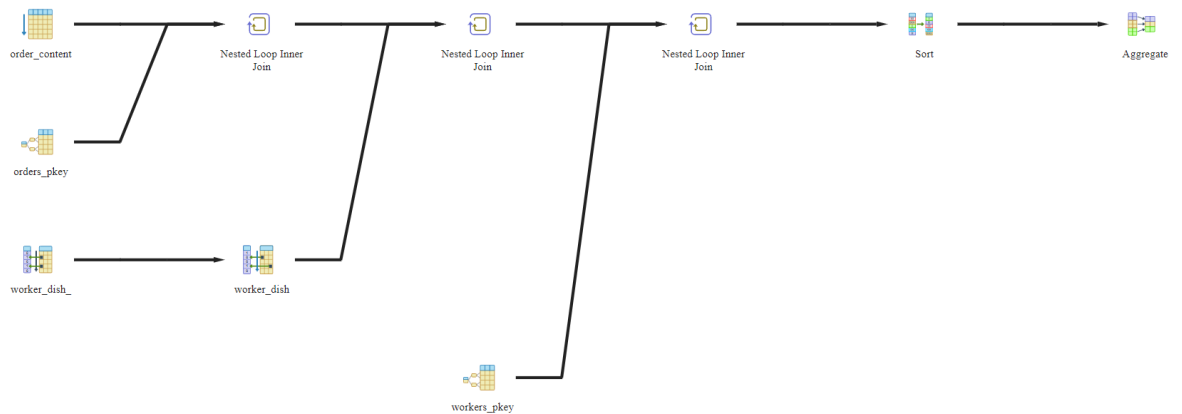 order_content
Nested Loop Inner
Join
Nested Loop Inner
Join
Nested Loop Inner
Join
Sort
Aggregate
orders_pkey
worker_dish_
worker_dish
workers_pkey